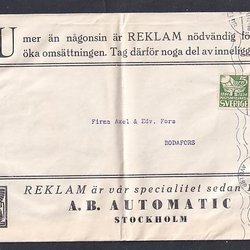 U mer än någonsin är REKLAM nödvändig fö
öka omsättningen. Tag därför noga del av innelig
SVERIGE
Firma Axel & Edv. Fors
BODAFORS
REKLAM är vår specialitet sedan
A. B. AUTOMATIC
STOCKHOLM